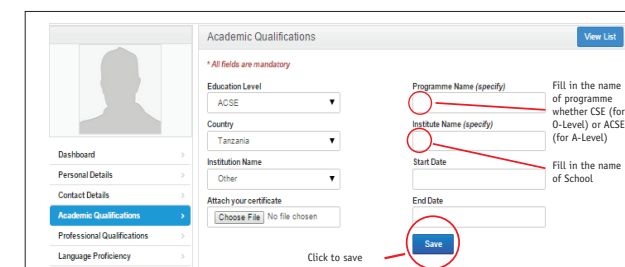 Academic Qualifications
View List
* All fields are mandatory
Education Level
Programme Name (specify)
ACSE
Country
Institute Name (specify)
Tanzania
Institution Name
Start Date
Other
Attach your certificate
End Date
Choose File No file chosen
Save
Click to save
Fill in the name
of programme
whether CSE (for
O-Level) or ACSE
(for A-Level)
Fill in the name
of School
Dashboard
Personal Details
Contact Details
Academic Qualifications
Professional Qualifications
Language Proficiency